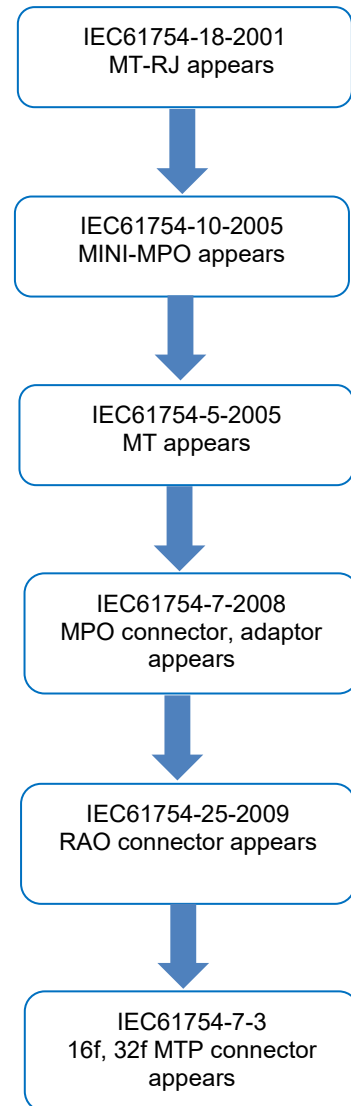 IEC61754-18-2001
MT-RJ appears
IEC61754-10-2005
MINI-MPO appears
IEC61754-5-2005
MT appears
IEC61754-7-2008
MPO connector, adaptor
appears
IEC61754-25-2009
RAO connector appears
IEC61754-7-3
16f, 32f MTP connector
appears